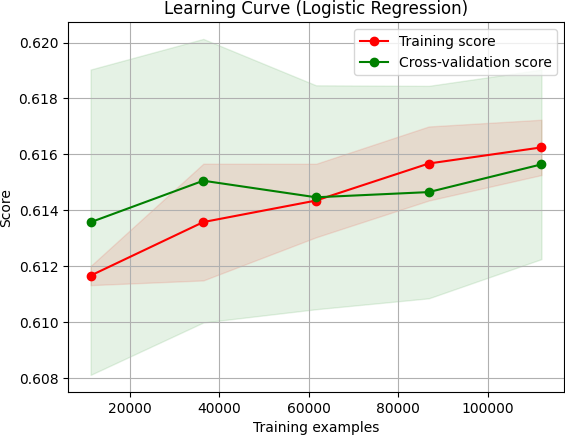 Learning Curve (Logistic Regression)
Training score
Cross-validation score
0.620
0.618
0.616
0.614
0.612
0.610
0.608
Score
20000 40000 60000 80000 100000
Training examples